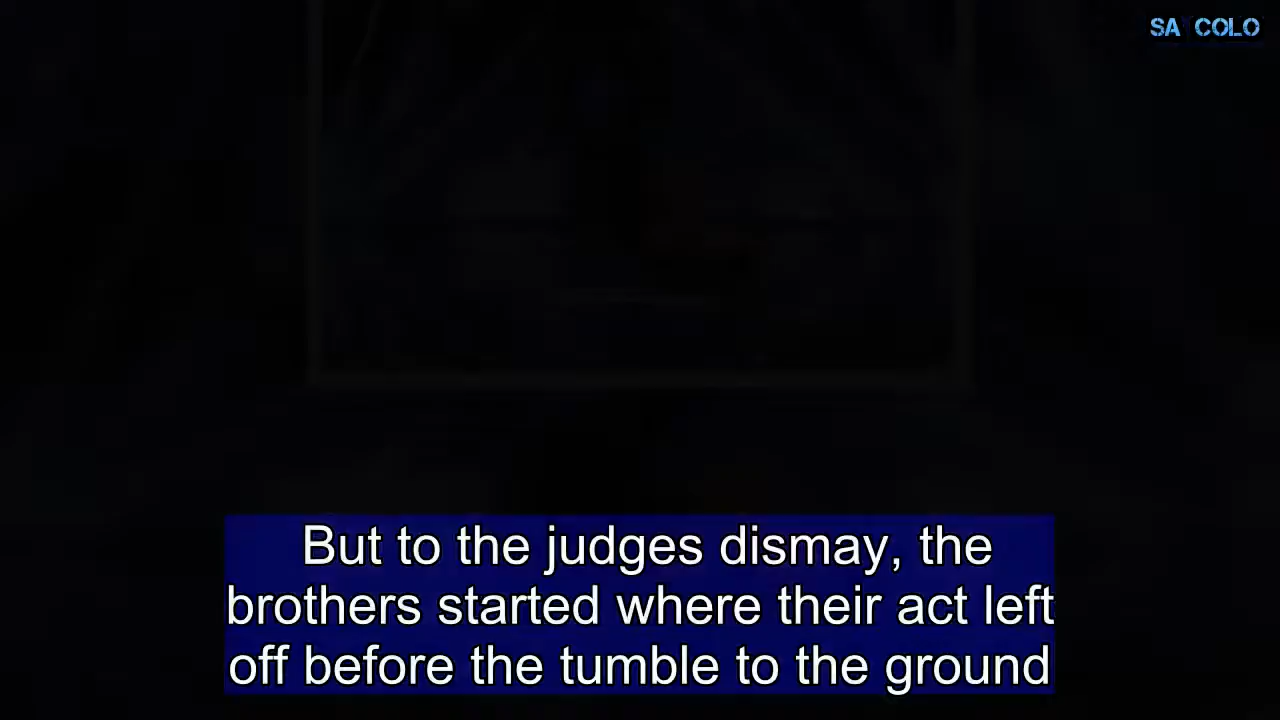 SA COLO
But to the judges dismay, the
brothers started where their act left
off before the tumble to the ground